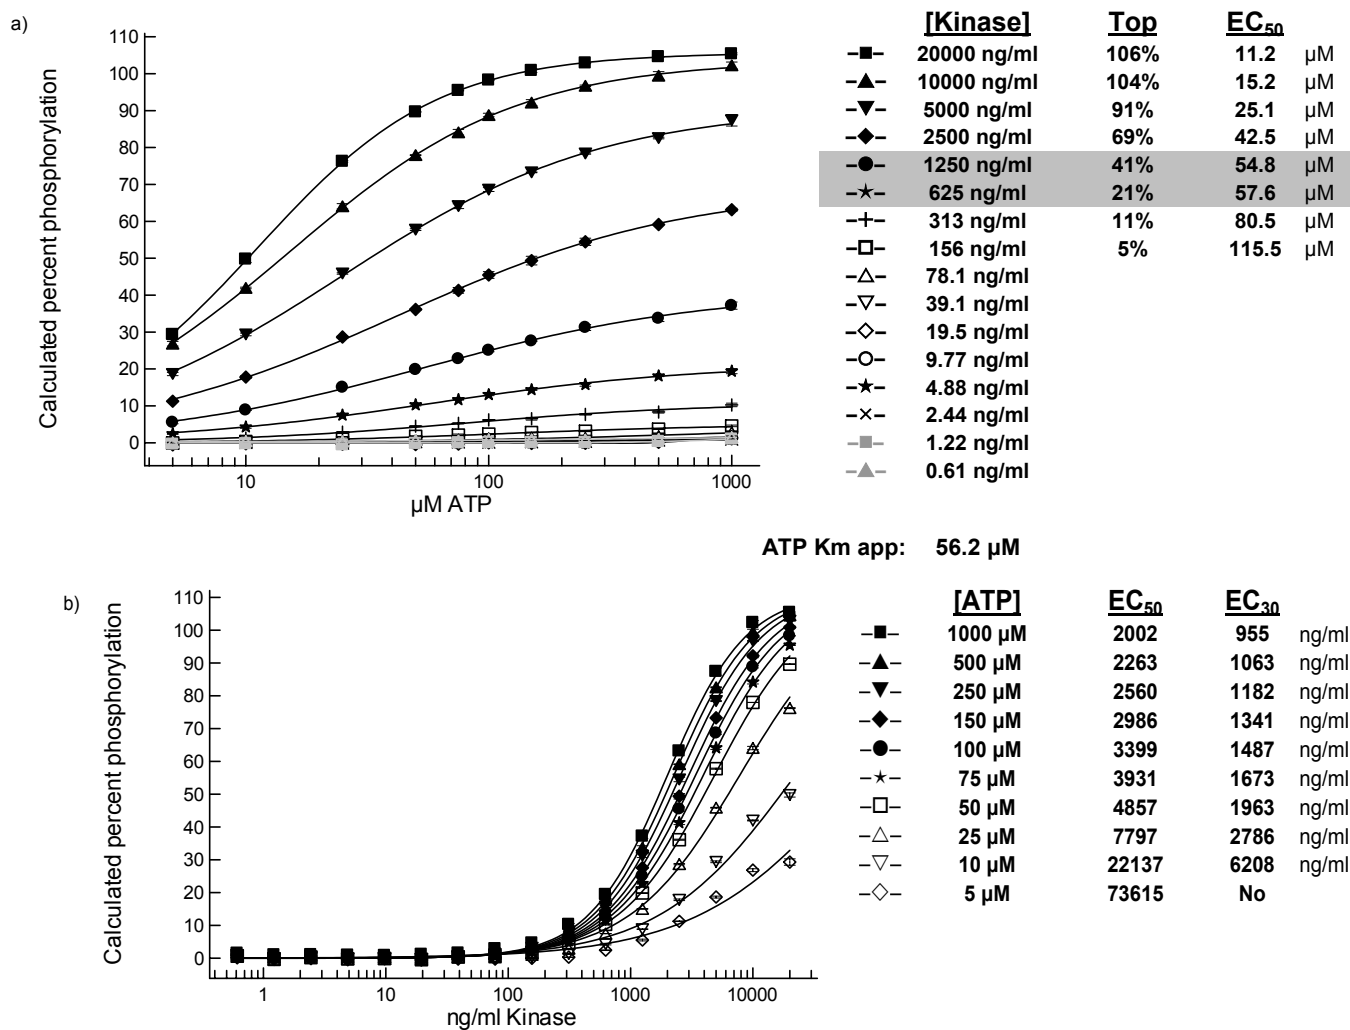 a)
Calculated percent phosphorylation
110
100
90
80
70
60
50
40
30
20
10
0
10 100 1000
µM ATP
[Kinase] Top EC50
20000 ng/ml 106% 11.2 µM
10000 ng/ml 104% 15.2 µM
5000 ng/ml 91% 25.1 µM
2500 ng/ml 69% 42.5 µM
1250 ng/ml 41% 54.8 µM
625 ng/ml 21% 57.6 µM
313 ng/ml 11% 80.5 µM
156 ng/ml 5% 115.5 µM
78.1 ng/ml
39.1 ng/ml
19.5 ng/ml
9.77 ng/ml
4.88 ng/ml
2.44 ng/ml
1.22 ng/ml
0.61 ng/ml
ATP Km app: 56.2 µM
b)
Calculated percent phosphorylation
110
100
90
80
70
60
50
40
30
20
10
0
1 10 100 1000 10000
ng/ml Kinase
[ATP] EC50 EC30
1000 µM 2002 955 ng/ml
500 µM 2263 1063 ng/ml
250 µM 2560 1182 ng/ml
150 µM 2986 1341 ng/ml
100 µM 3399 1487 ng/ml
75 µM 3931 1673 ng/ml
50 µM 4857 1963 ng/ml
25 µM 7797 2786 ng/ml
10 µM 22137 6208 ng/ml
5 µM 73615 No